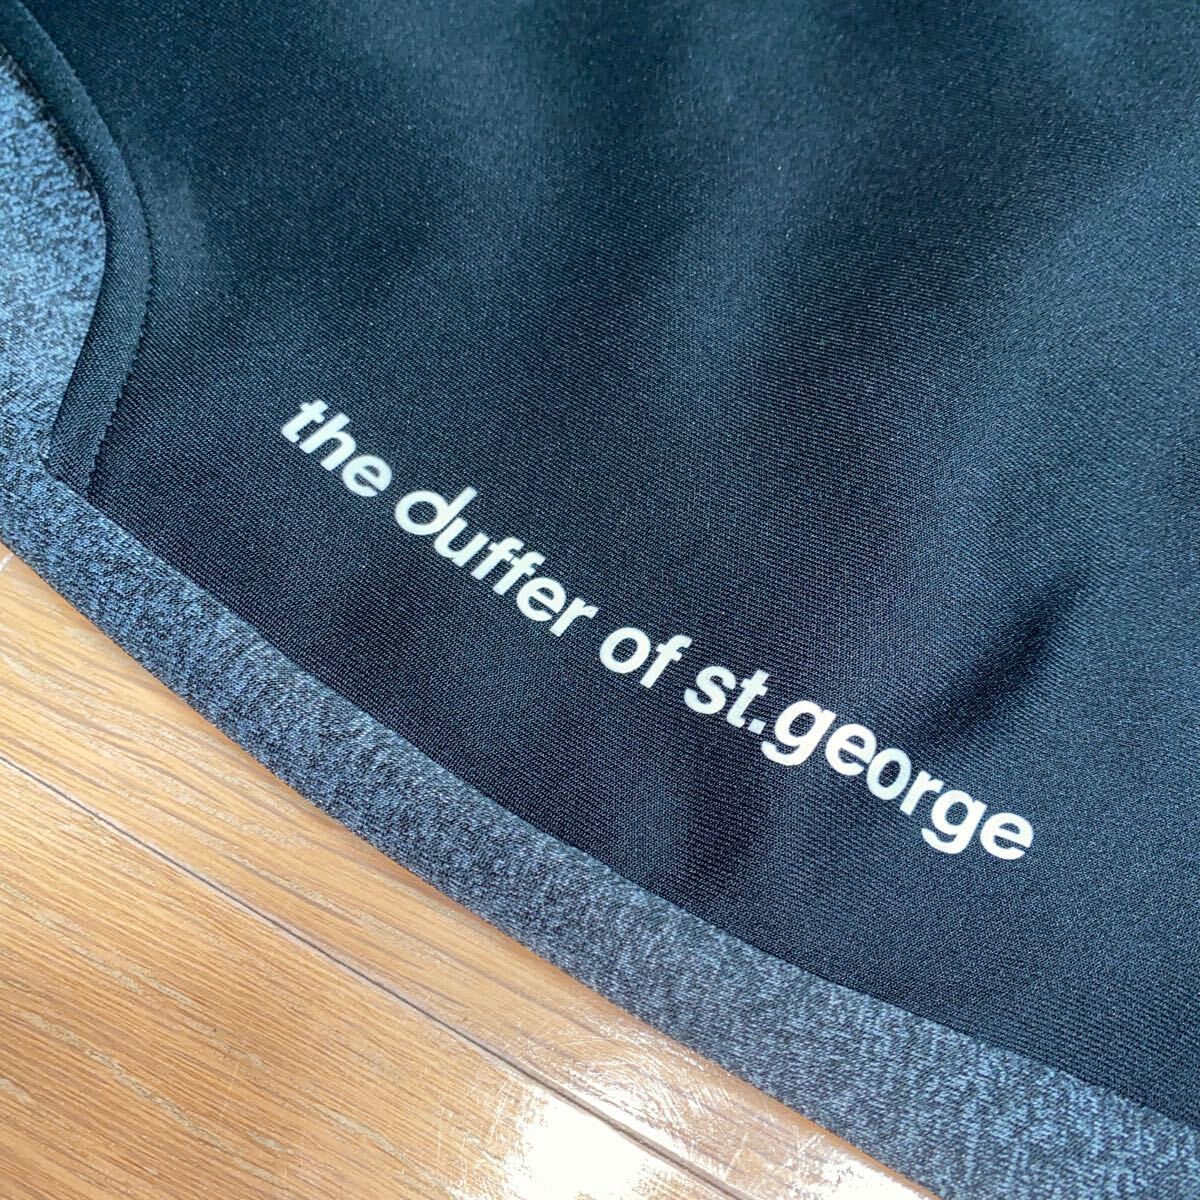 the duffer of st.george